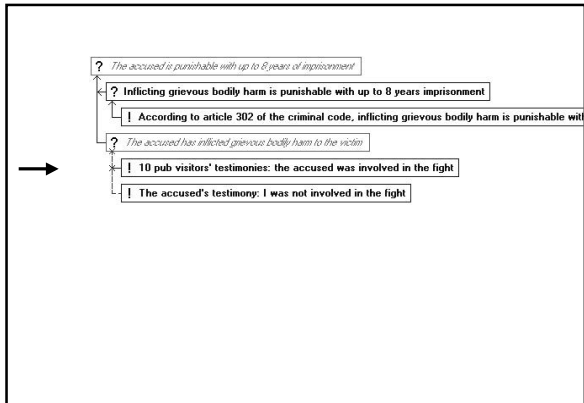 ? The accused is punishable with up to 8 years of imprisonment
? Inflicting grievous bodily harm is punishable with up to 8 years imprisonment
! According to article 302 of the criminal code, inflicting grievous bodily harm is punishable with
? The accused has inflicted grievous bodily harm to the victim
! 10 pub visitors' testimonies: the accused was involved in the fight
! The accused's testimony: I was not involved in the fight